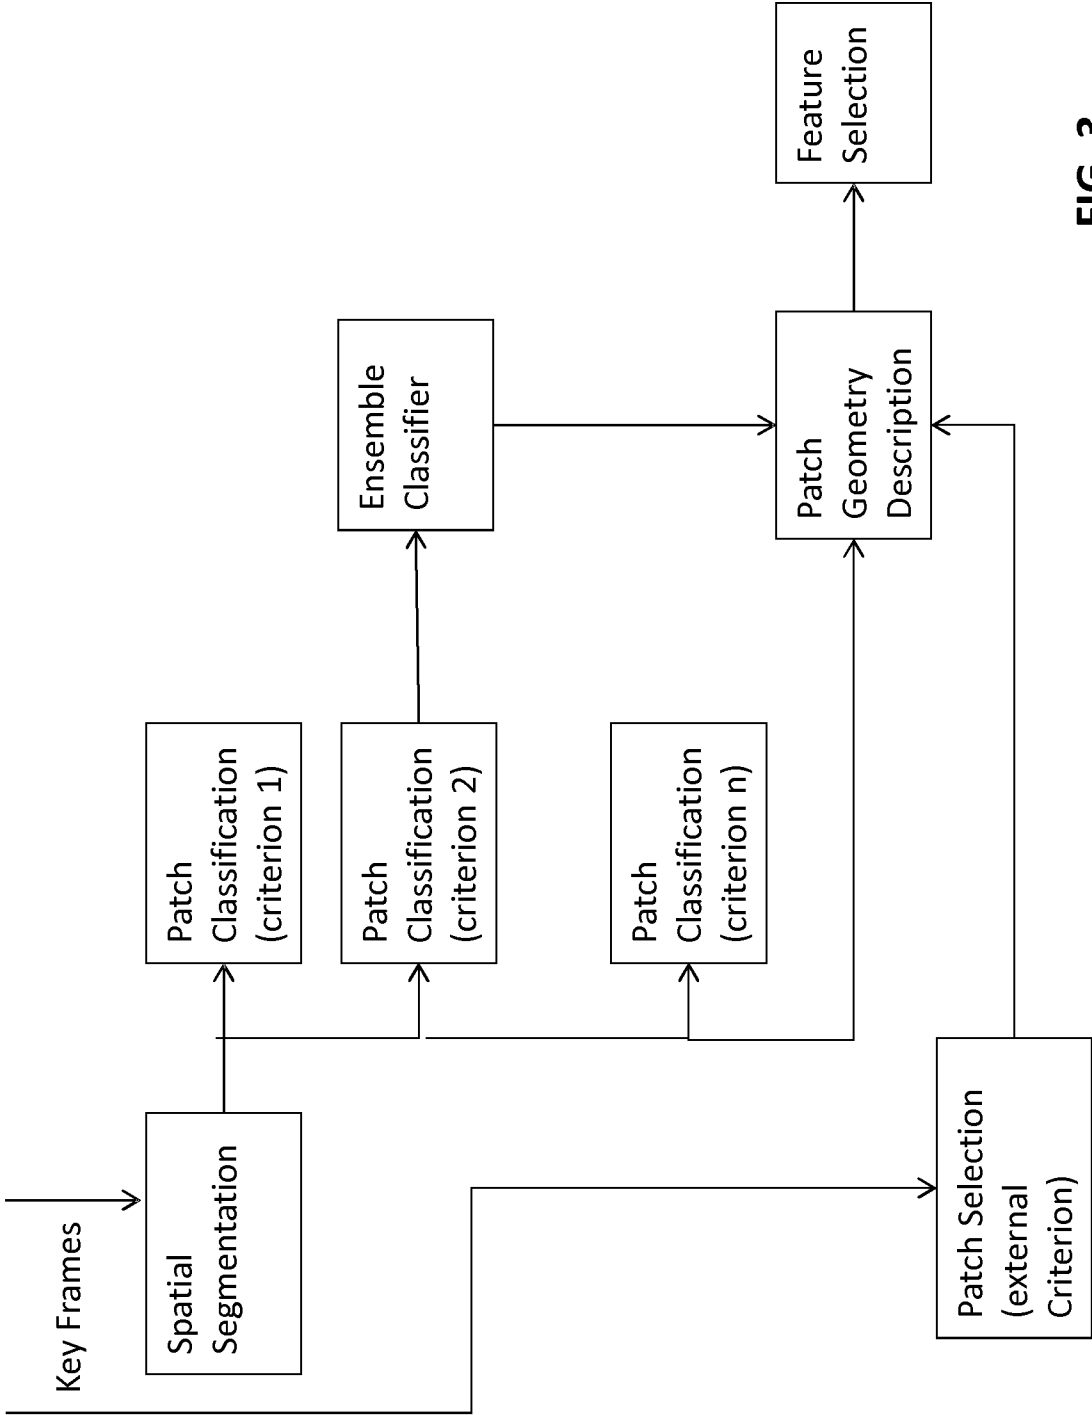 Key Frames
Spatial
Segmentation
Patch
Classification
(criterion 1)
Patch
Classification
(criterion 2)
Patch
Classification
(criterion n)
Ensemble
Classifier
Patch Selection
(external
Criterion)
Patch
Geometry
Description
Feature
Selection
FIG. 3